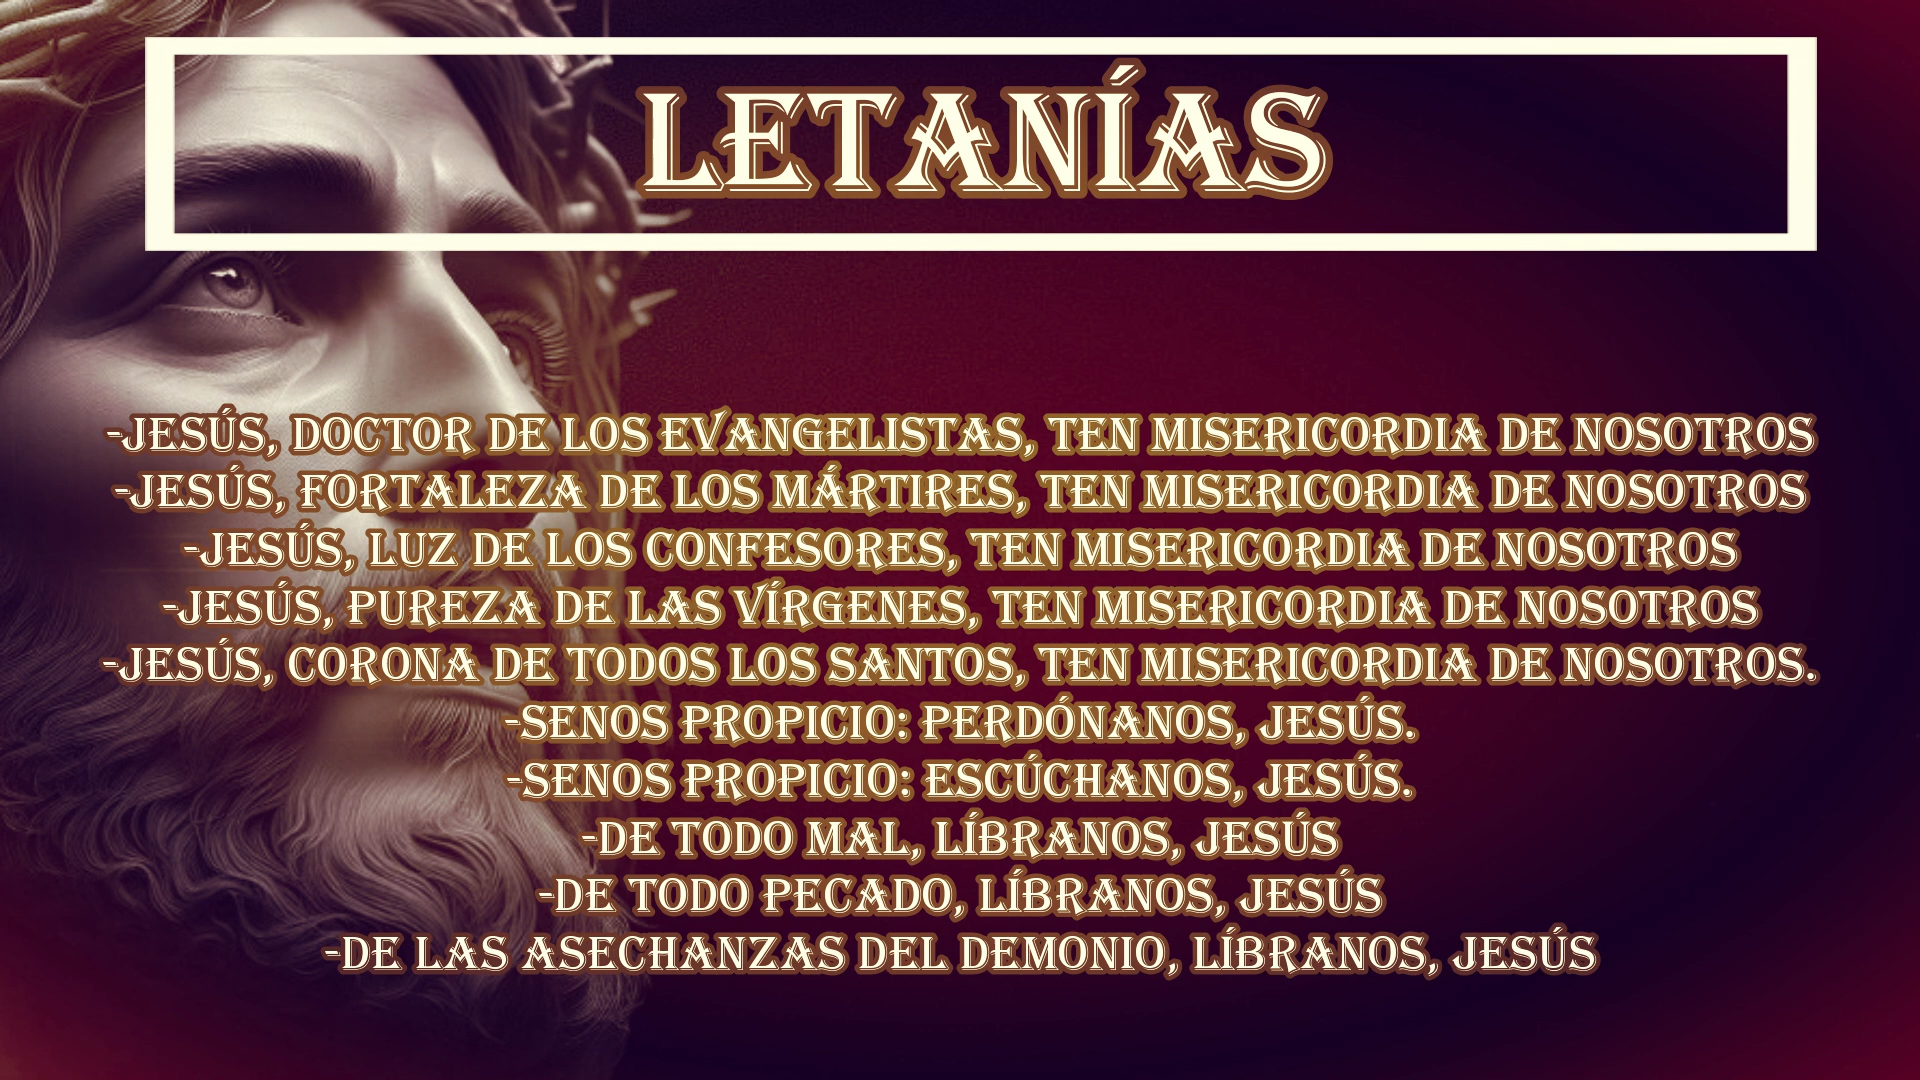 LETANÍAS
-JESÚS, DOCTOR DE LOS EVANGELISTAS, TEN MISERICORDIA DE NOSOTROS
-JESÚS, FORTALEZA DE LOS MÁRTIRES, TEN MISERICORDIA DE NOSOTROS
-JESÚS, LUZ DE LOS CONFESORES, TEN MISERICORDIA DE NOSOTROS
-JESÚS, PUREZA DE LAS VÍRGENES, TEN MISERICORDIA DE NOSOTROS
-JESÚS, CORONA DE TODOS LOS SANTOS, TEN MISERICORDIA DE NOSOTROS.
-SENOS PROPICIO: PERDÓNANOS, JESÚS.
-SENOS PROPICIO: ESCÚCHANOS, JESÚS.
-DE TODO MAL, LÍBRANOS, JESÚS
-DE TODO PECADO, LÍBRANOS, JESÚS
-DE LAS ASECHANZAS DEL DEMONIO, LÍBRANOS, JESÚS